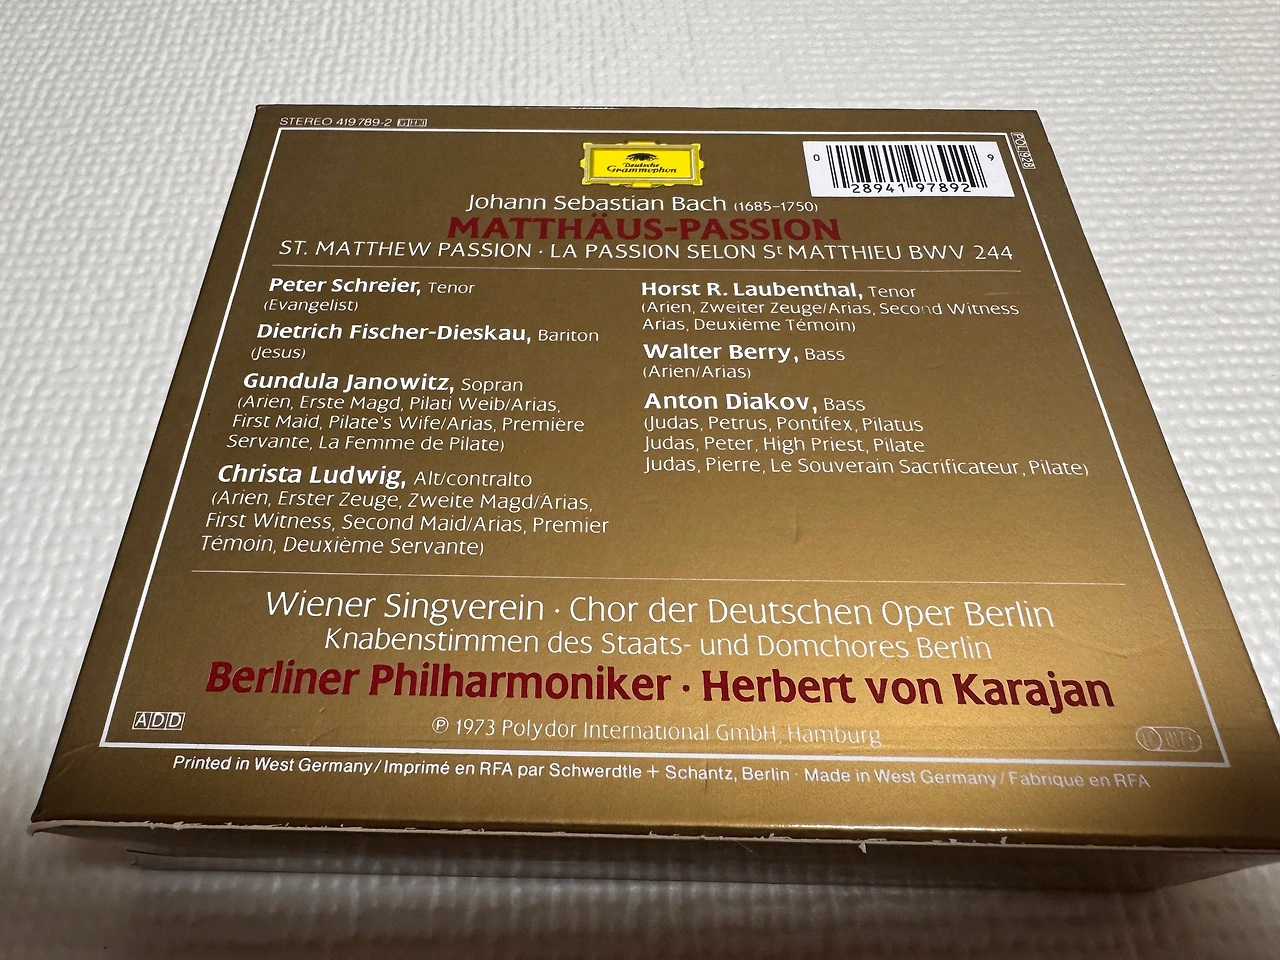 STEREO 419 789-2 GH3
POL 928
Deutsche
Grammophon
0 28941 97892 9
Johann Sebastian Bach (1685–1750)
MATTHÄUS-PASSION
ST. MATTHEW PASSION · LA PASSION SELON St MATTHIEU BWV 244
Peter Schreier, Tenor
(Evangelist)
Dietrich Fischer-Dieskau, Bariton
(Jesus)
Gundula Janowitz, Sopran
(Arien, Erste Magd, Pilati Weib/Arias,
First Maid, Pilate's Wife/Arias, Première
Servante, La Femme de Pilate)
Christa Ludwig, Alt/contralto
(Arien, Erster Zeuge, Zweite Magd/Arias,
First Witness, Second Maid/Arias, Premier
Témoin, Deuxième Servante)
Horst R. Laubenthal, Tenor
(Arien, Zweiter Zeuge/Arias, Second Witness
Arias, Deuxième Témoin)
Walter Berry, Bass
(Arien/Arias)
Anton Diakov, Bass
(Judas, Petrus, Pontifex, Pilatus
Judas, Peter, High Priest, Pilate
Judas, Pierre, Le Souverain Sacrificateur, Pilate)
Wiener Singverein · Chor der Deutschen Oper Berlin
Knabenstimmen des Staats- und Domchores Berlin
Berliner Philharmoniker · Herbert von Karajan
ADD
℗ 1973 Polydor International GmbH, Hamburg
Printed in West Germany/Imprimé en RFA par Schwerdtle + Schantz, Berlin · Made in West Germany/Fabriqué en RFA